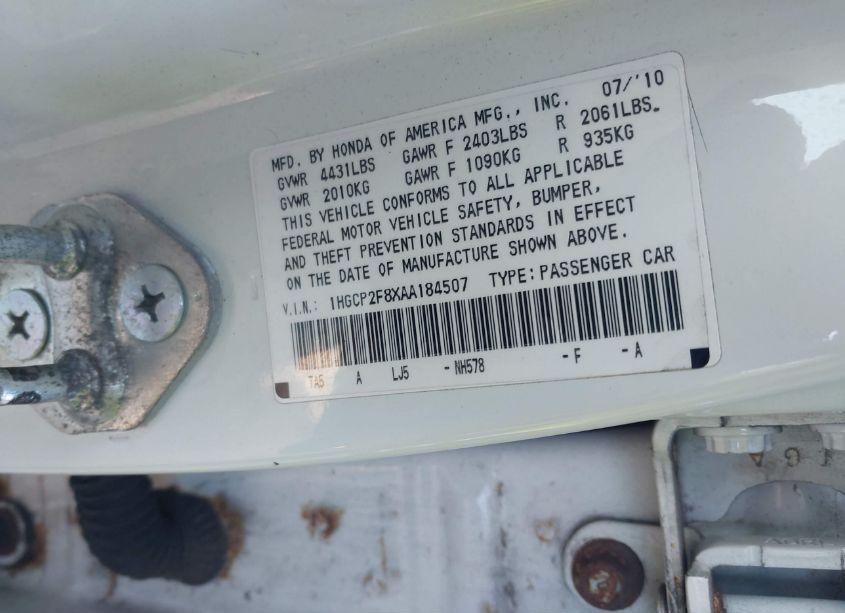 MFD. BY HONDA OF AMERICA MFG., INC. 07/'10
GVWR 4431LBS GAWR F 2403LBS R 2061LBS.
GVWR 2010KG GAWR F 1090KG R 935KG
THIS VEHICLE CONFORMS TO ALL APPLICABLE
FEDERAL MOTOR VEHICLE SAFETY, BUMPER,
AND THEFT PREVENTION STANDARDS IN EFFECT
ON THE DATE OF MANUFACTURE SHOWN ABOVE.
V.I.N.: 1HGCP2F8XAA184507 TYPE:PASSENGER CAR
TA5 A LJ5 -NH578 -F -A